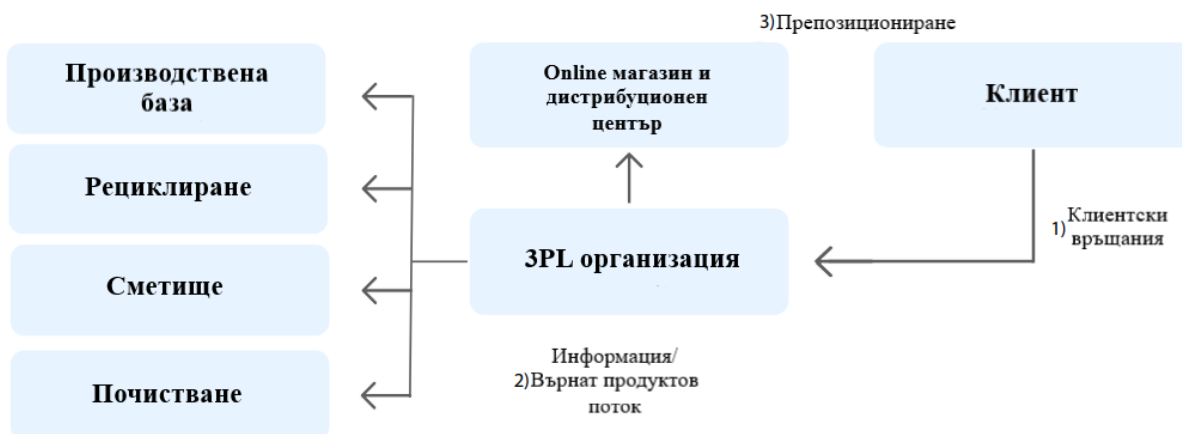 3)Препозициониране
Производствена
база
Online магазин и
дистрибуционен
център
Клиент
Рециклиране
3PL организация
1)Клиентски
връщания
Сметище
Информация/
2)Върнат продуктов
поток
Почистване